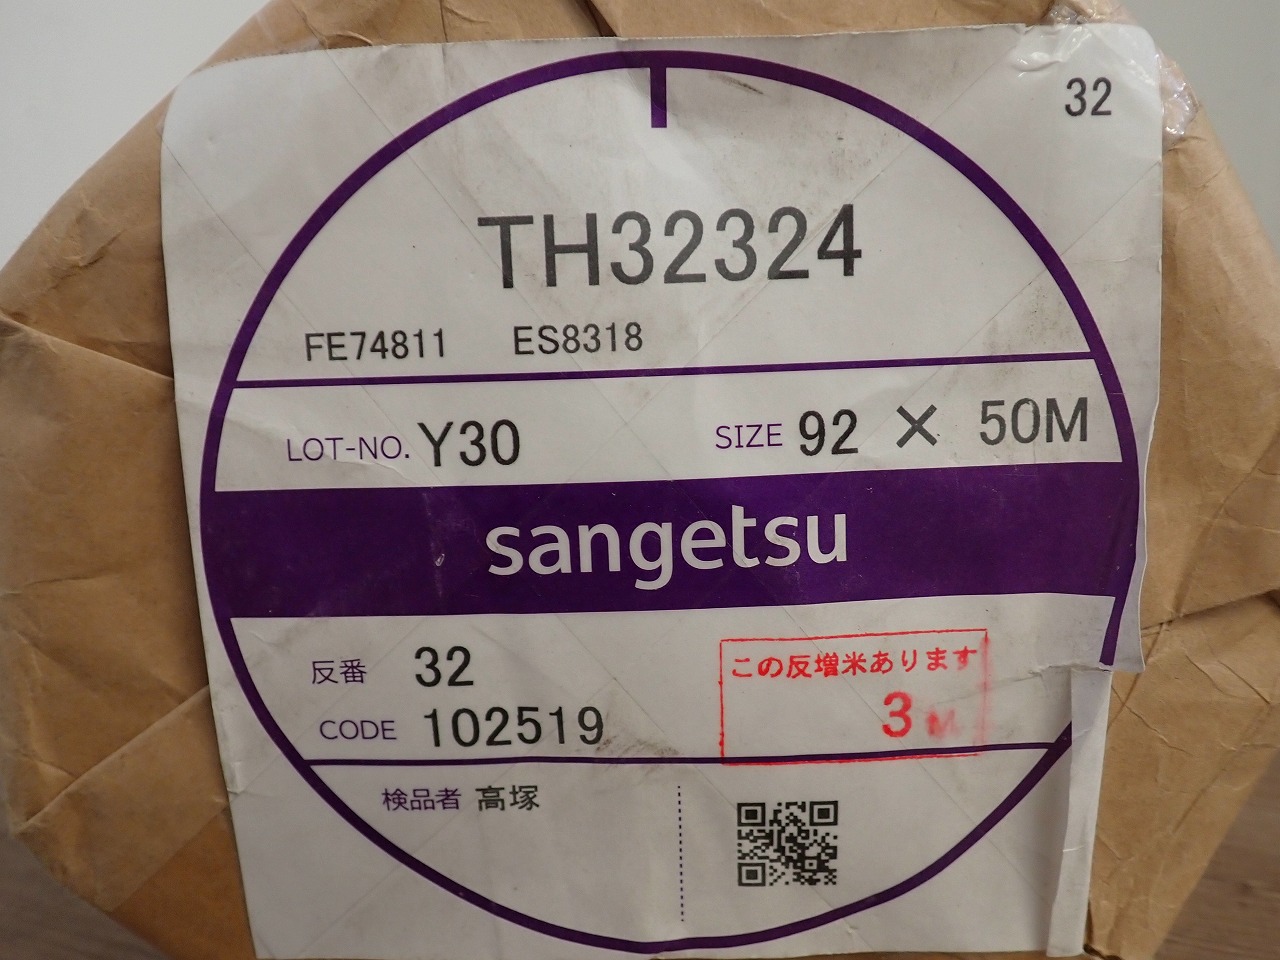 32
TH32324
FE74811 ES8318
LOT-NO. Y30 SIZE 92 × 50M
sangetsu
反番 32
この反増米あります
CODE 102519
3 M
検品者 高塚